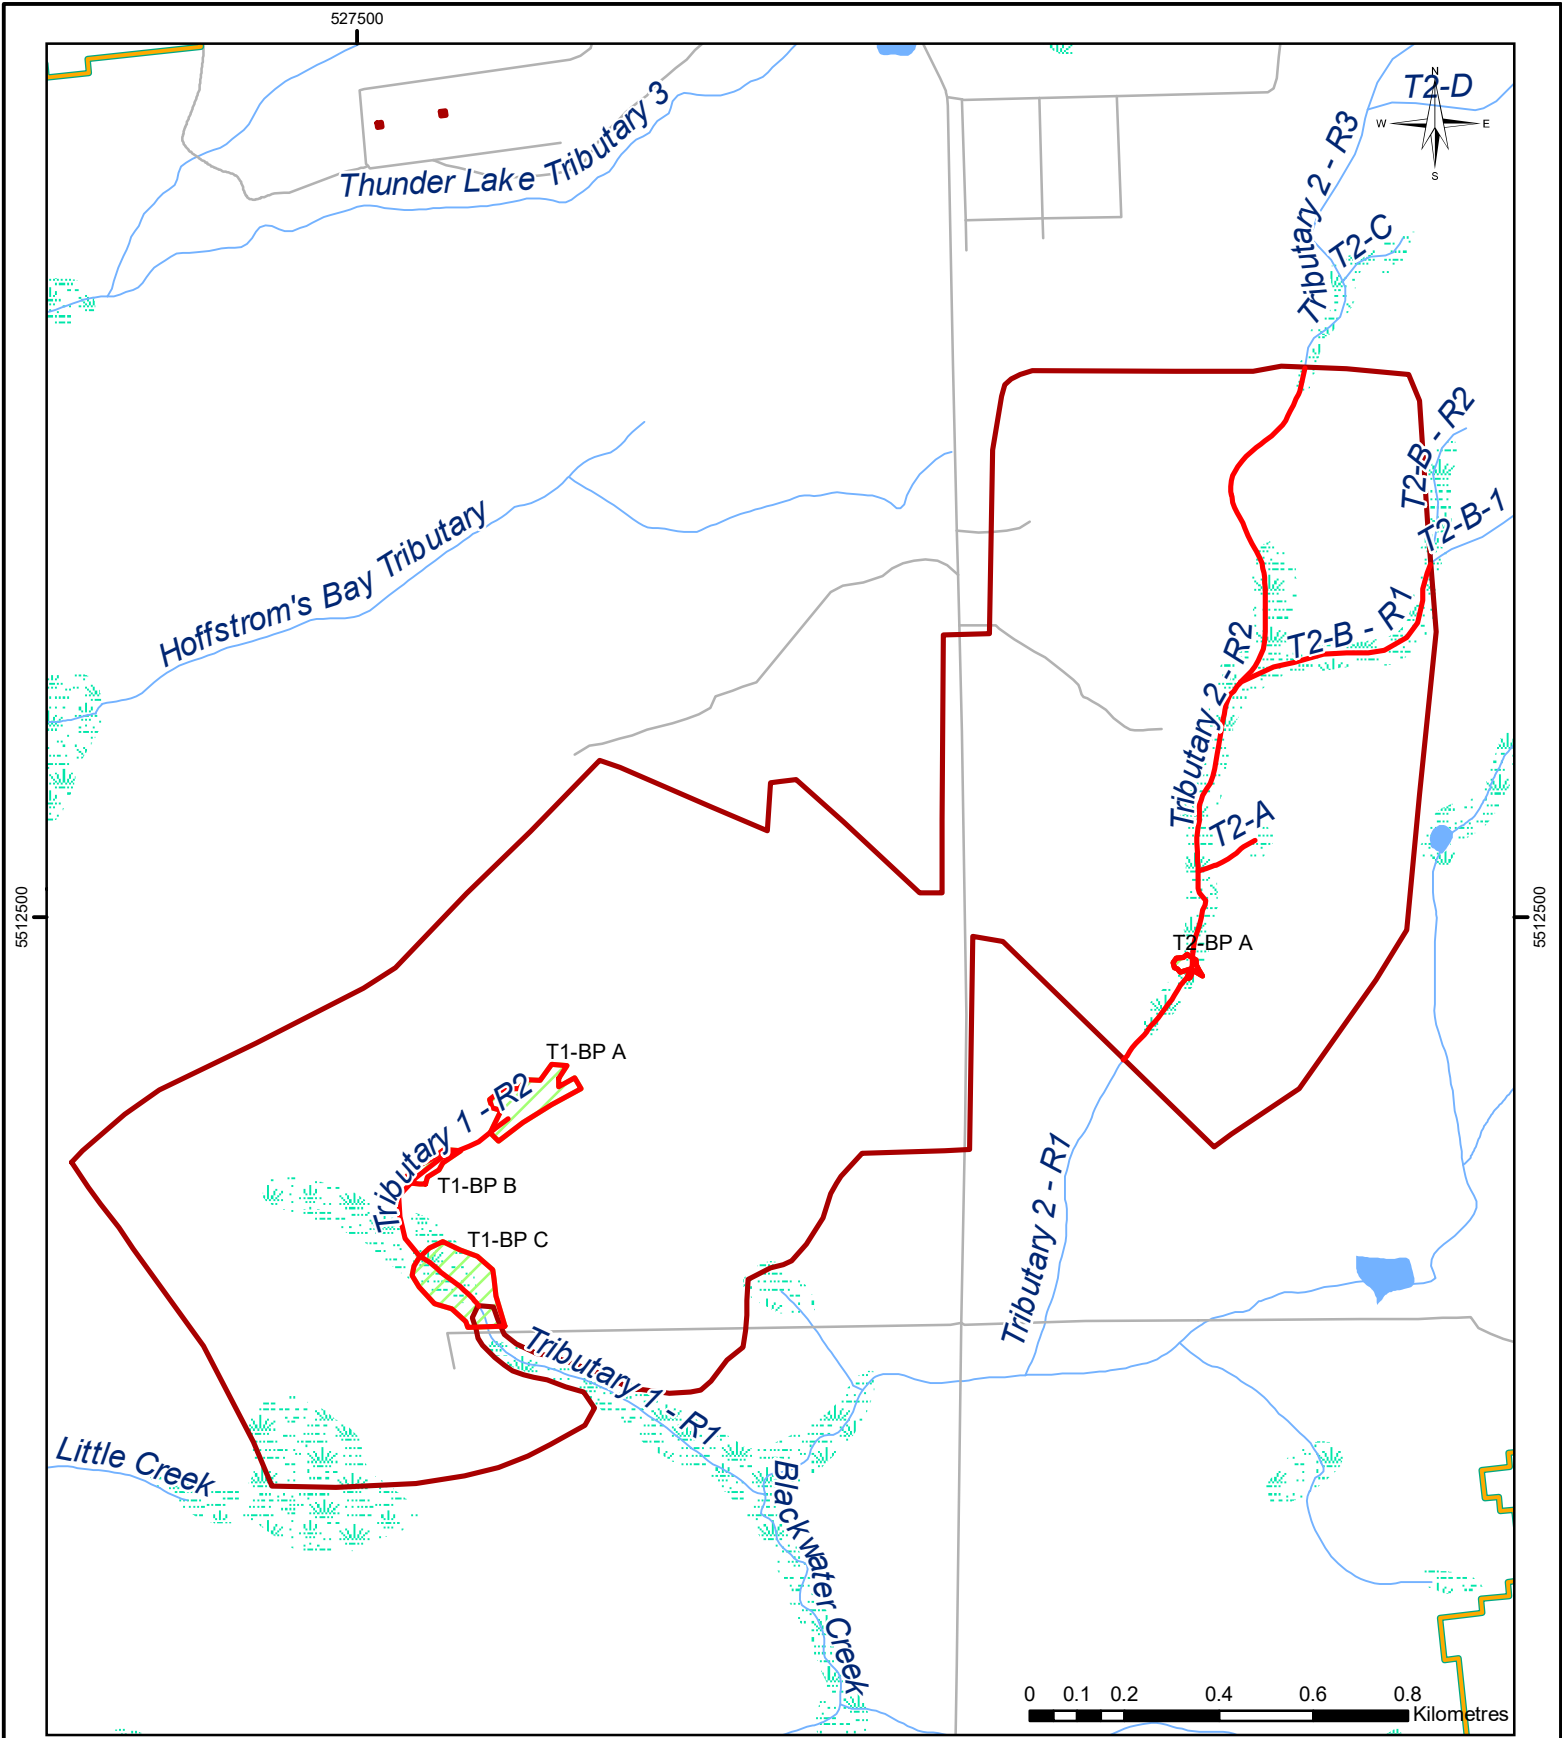 527500
T2-D
N
W
E
S
Thunder Lake Tributary 3
Tributary 2 - R3
T2-C
T2-B - R2
T2-B-1
Hoffstrom's Bay Tributary
T2-B - R1
Tributary 2 - R2
T2-A
5512500
5512500
T2-BP A
T1-BP A
Tributary 1 - R2
T1-BP B
T1-BP C
Tributary 2 - R1
Tributary 1 - R1
Little Creek
Blackwater Creek
0 0.1 0.2 0.4 0.6 0.8
Kilometres